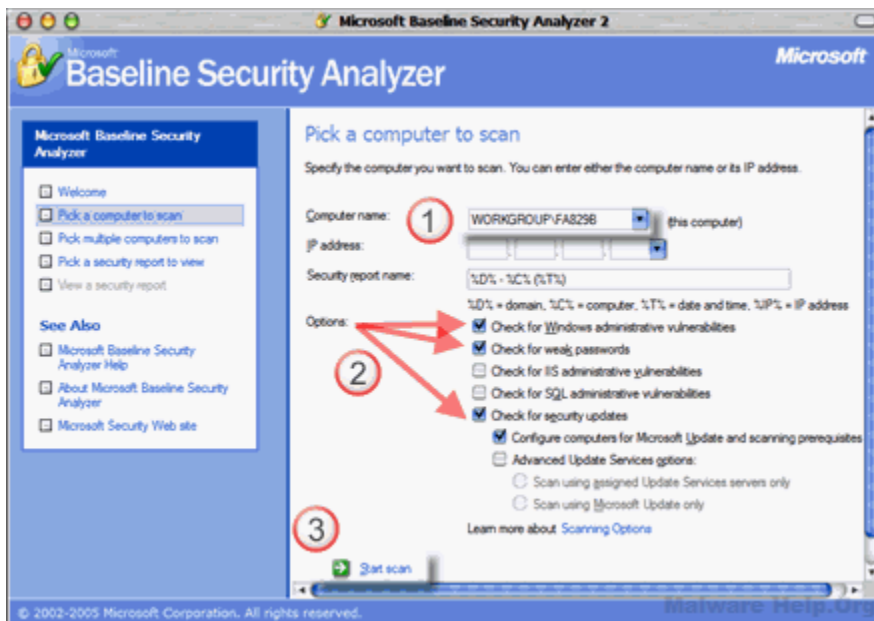 Microsoft Baseline Security Analyzer 2
Microsoft
Baseline Security Analyzer
Microsoft
Microsoft Baseline Security
Analyzer
Welcome
Pick a computer to scan
Pick multiple computers to scan
Pick a security report to view
View a security report
See Also
Microsoft Baseline Security
Analyzer Help
About Microsoft Baseline Security
Analyzer
Microsoft Security Web site
Pick a computer to scan
Specify the computer you want to scan. You can enter either the computer name or its IP address.
Computer name: 1 WORKGROUP\FA829B (this computer)
IP address:
Security report name: %D% - %C% (%T%)
%D% = domain, %C% = computer, %T% = date and time, %IP% = IP address
Options: Check for Windows administrative vulnerabilities
Check for weak passwords
2 Check for IIS administrative vulnerabilities
Check for SQL administrative vulnerabilities
Check for security updates
Configure computers for Microsoft Update and scanning prerequisites
Advanced Update Services options:
Scan using assigned Update Services servers only
Scan using Microsoft Update only
3 Learn more about Scanning Options
Start scan
© 2002-2005 Microsoft Corporation. All rights reserved.
Malware Help.Org